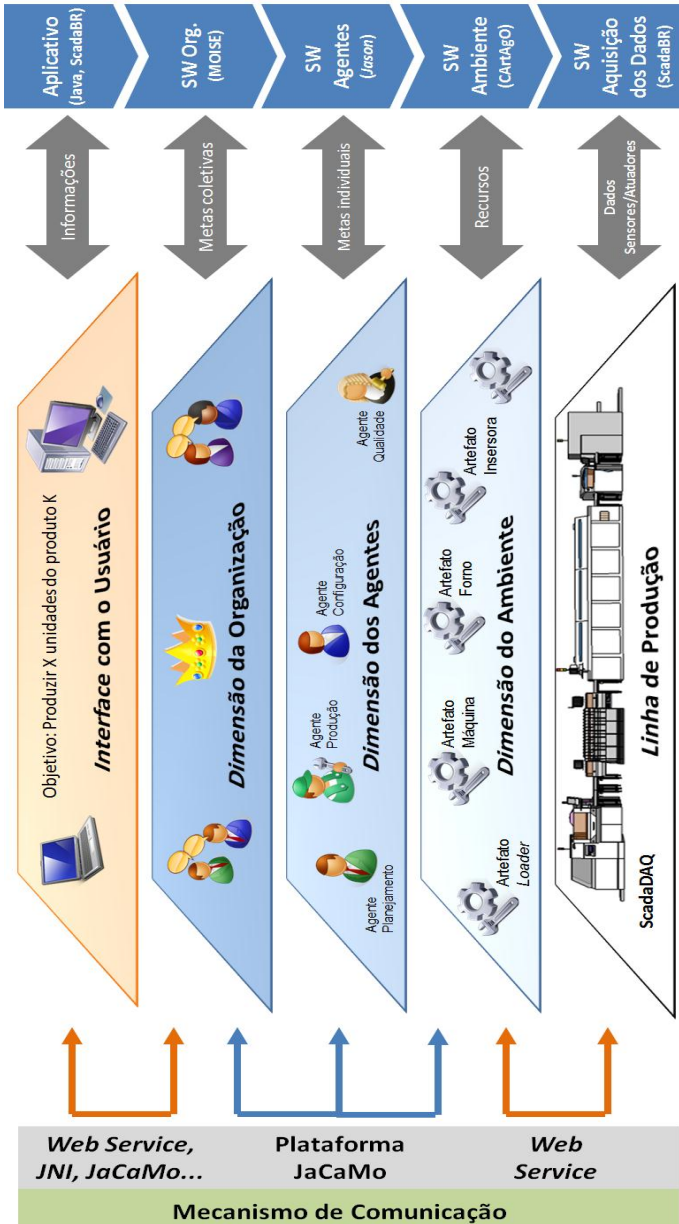 Aplicativo
(Java, ScadaBR)
SW Org.
(MOISE)
SW
Agentes
(Jason)
SW
Ambiente
(CArtAgO)
SW
Aquisição
dos Dados
(ScadaBR)
Informações
Metas coletivas
Metas individuais
Recursos
Dados
Sensores/Atuadores
Objetivo: Produzir X unidades do produto K
Interface com o Usuário
Dimensão da Organização
Agente
Planejamento
Agente
Produção
Agente
Configuração
Agente
Qualidade
Dimensão dos Agentes
Artefato
Loader
Artefato
Máquina
Artefato
Forno
Artefato
Insersora
Dimensão do Ambiente
ScadaDAQ
Linha de Produção
Web Service,
JNI, JaCaMo...
Plataforma
JaCaMo
Web
Service
Mecanismo de Comunicação